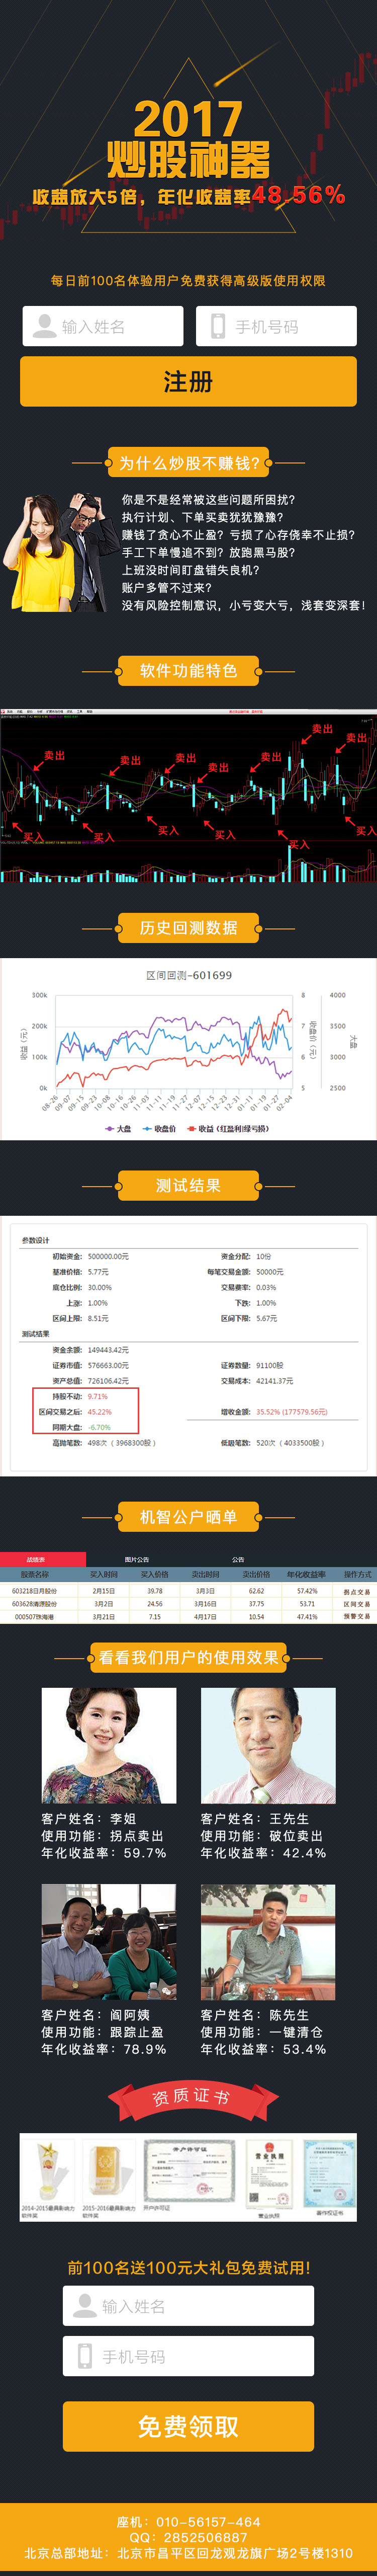 2017
炒股神器
收益放大5倍，年化收益率48.56%
每日前100名体验用户免费获得高级版使用权限
输入姓名
手机号码
注册
为什么炒股不赚钱?
你是不是经常被这些问题所困扰?
执行计划、下单买卖犹犹豫豫?
赚钱了贪心不止盈? 亏损了心存侥幸不止损?
手工下单慢追不到? 放跑黑马股?
上班没时间盯盘错失良机?
账户多管不过来?
没有风险控制意识，小亏变大亏，浅套变深套!
软件功能特色
卖出
卖出
卖出
卖出
卖出
卖出
卖出
买入
买入
买入
买入
买入
买入
历史回测数据
区间回测-601699
收益（元）
300k
200k
100k
0k
8
7
6
5
收盘价（元）
4000
3500
3000
2500
大盘
08-26
09-07
09-15
09-23
10-08
10-16
10-26
11-03
11-11
11-19
11-27
12-07
12-15
12-23
12-31
01-11
01-19
01-27
02-04
大盘
收盘价
收益（红盈利|绿亏损）
测试结果
参数设计
初始资金: 500000.00元 资金分配: 10份
基准价格: 5.77元 每笔交易金额: 50000元
底仓比例: 30.00% 交易费率: 0.03%
上涨: 1.00% 下跌: 1.00%
区间上限: 8.51元 区间下限: 5.67元
测试结果
资金余额: 149443.42元
证券市值: 576663.00元 证券数量: 91100股
资产总值: 726106.42元 交易成本: 42141.37元
持股不动: 9.71%
区间交易之后: 45.22% 增收金额: 35.52% (177579.56元)
同期大盘: -6.70%
高抛笔数: 498次（3968300股） 低吸笔数: 520次（4033500股）
机智公户晒单
战绩表 图片公告 公告
股票名称 买入时间 买入价格 卖出时间 卖出价格 年化收益率 操作方式
603218日月股份 2月15日 39.78 3月3日 62.62 57.42% 拐点交易
603628清源股份 3月2日 24.56 3月16日 37.75 53.71 区间交易
000507珠海港 3月21日 7.15 4月17日 10.54 47.41% 预警交易
看看我们用户的使用效果
客户姓名：李姐
使用功能：拐点卖出
年化收益率：59.7%
客户姓名：王先生
使用功能：破位卖出
年化收益率：42.4%
客户姓名：阎阿姨
使用功能：跟踪止盈
年化收益率：78.9%
客户姓名：陈先生
使用功能：一键清仓
年化收益率：53.4%
资质证书
开户许可证
营业执照
2014-2015最具影响力
软件奖
2015-2016最具影响力
软件奖
开户许可证
营业执照
著作权证书
前100名送100元大礼包免费试用!
输入姓名
手机号码
免费领取
座机：010-56157-464
QQ：2852506887
北京总部地址：北京市昌平区回龙观龙旗广场2号楼1310